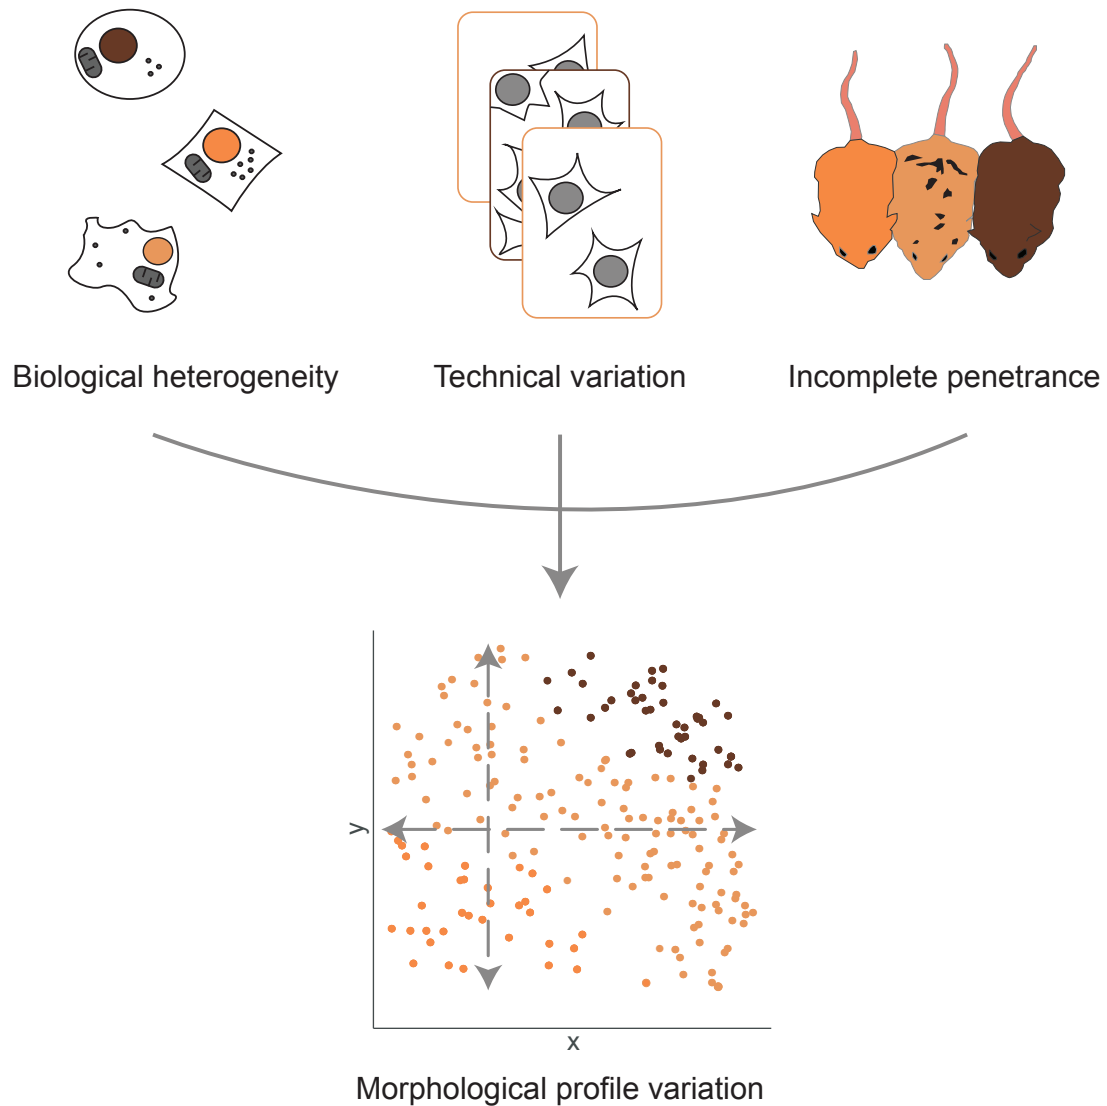 Biological heterogeneity
Technical variation
Incomplete penetrance
y
x
Morphological profile variation